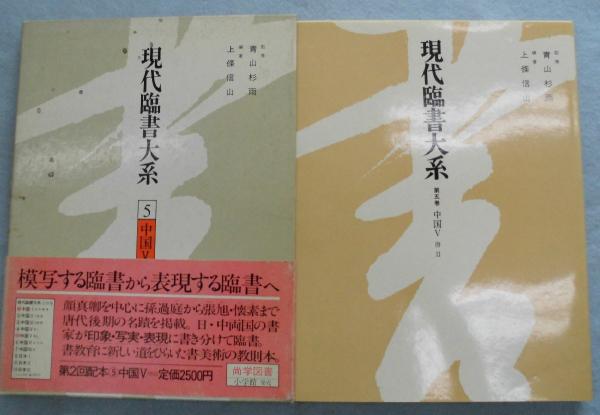 現代臨書大系
5
中国V
監修
青山杉雨
編者
上條信山
模写する臨書から表現する臨書へ
顔真卿を中心に孫過庭から張旭・懐素まで
唐代後期の名蹟を掲載。日・中両国の書
家が印象・写実・表現に書き分けて臨書。
書教育に新しい道をひらいた書美術の教則本。
第2回配本 5 中国V 定価2500円
尚学図書
小学館
現代臨書大系
第五巻 中国V 唐 II
青山杉雨
上條信山